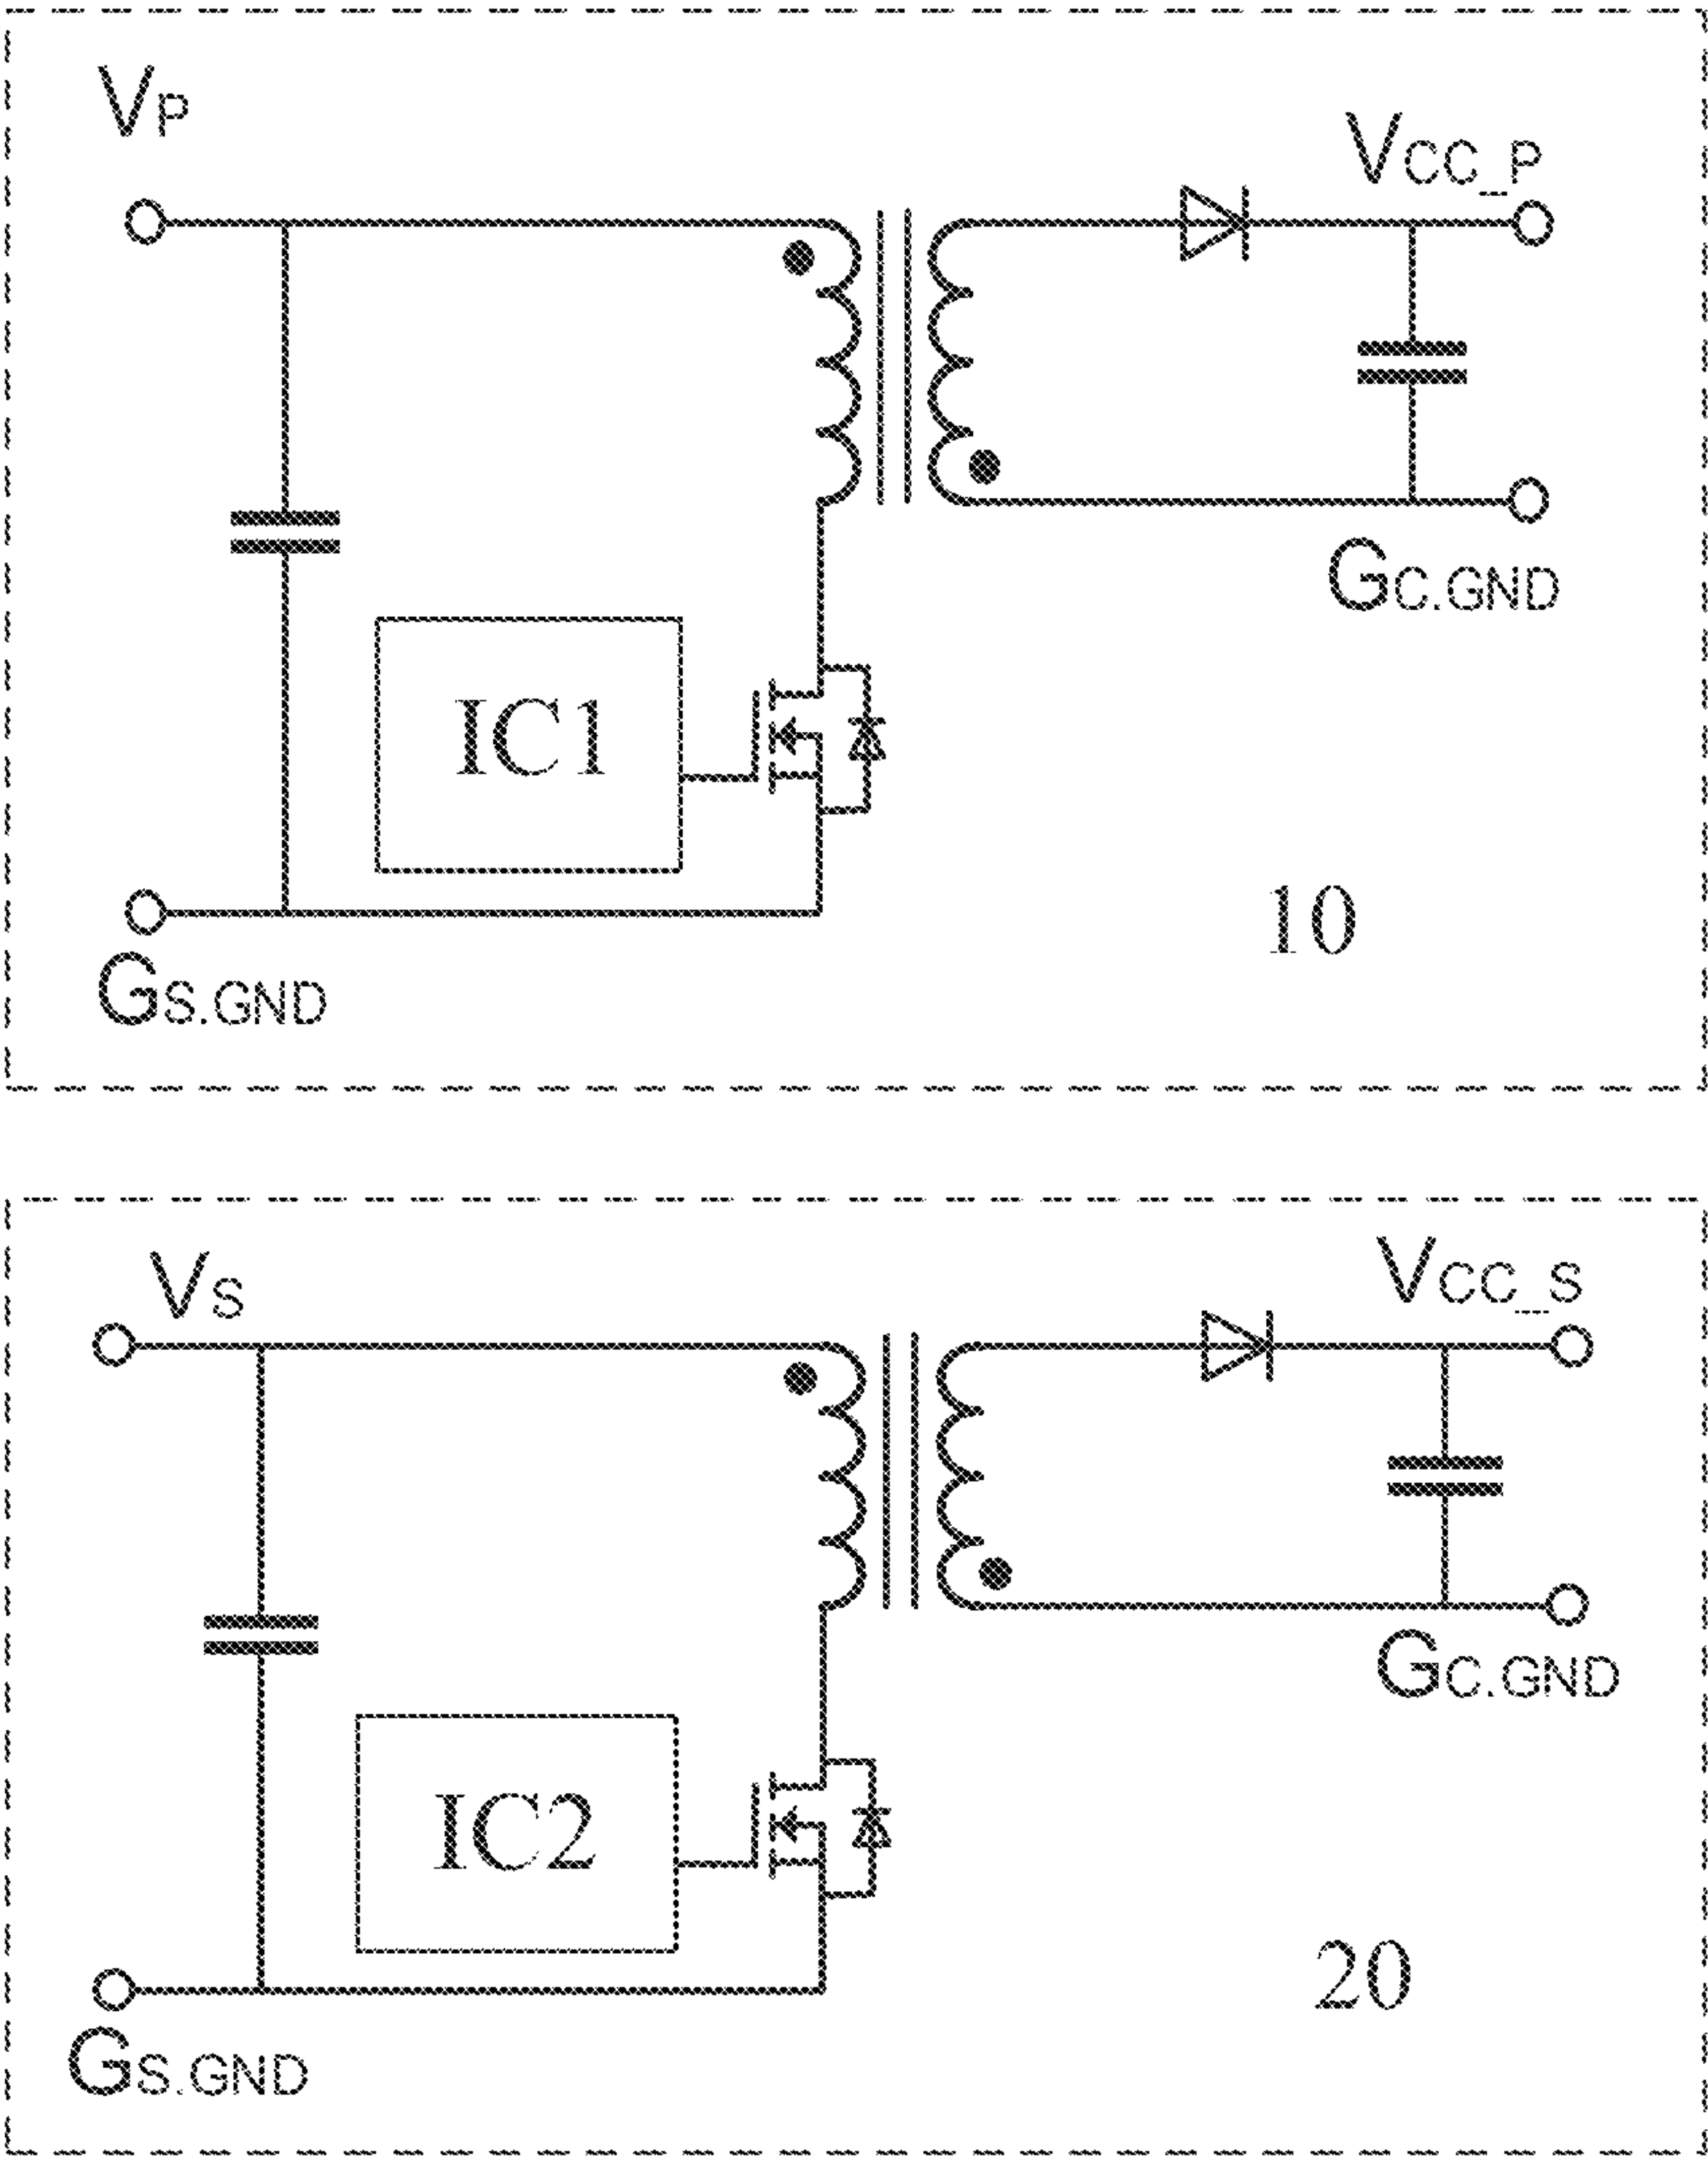 VP
VCC_P
GC.GND
IC1
10
GS.GND
VS
VCC_S
GC.GND
IC2
20
GS.GND